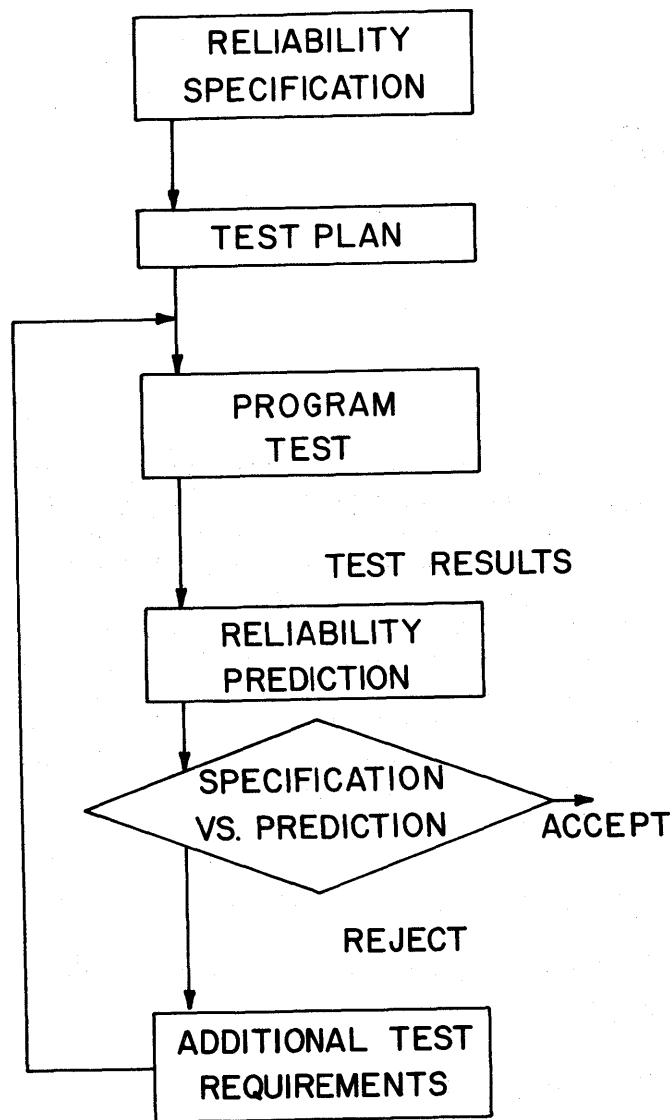 RELIABILITY
SPECIFICATION
TEST PLAN
PROGRAM
TEST
TEST RESULTS
RELIABILITY
PREDICTION
SPECIFICATION
VS. PREDICTION
ACCEPT
REJECT
ADDITIONAL TEST
REQUIREMENTS